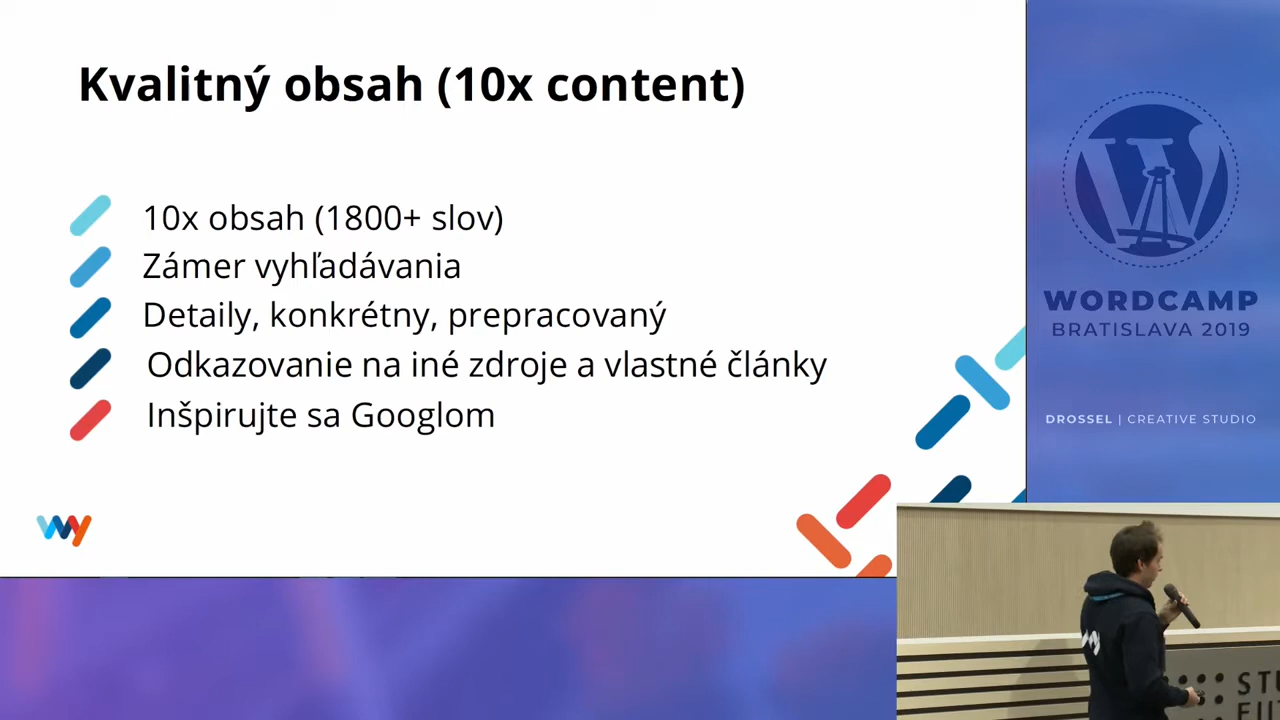 Kvalitný obsah (10x content)
10x obsah (1800+ slov)
Zámer vyhľadávania
Detaily, konkrétny, prepracovaný
Odkazovanie na iné zdroje a vlastné články
Inšpirujte sa Googlom
WORDCAMP
BRATISLAVA 2019
DROSSEL | CREATIVE STUDIO